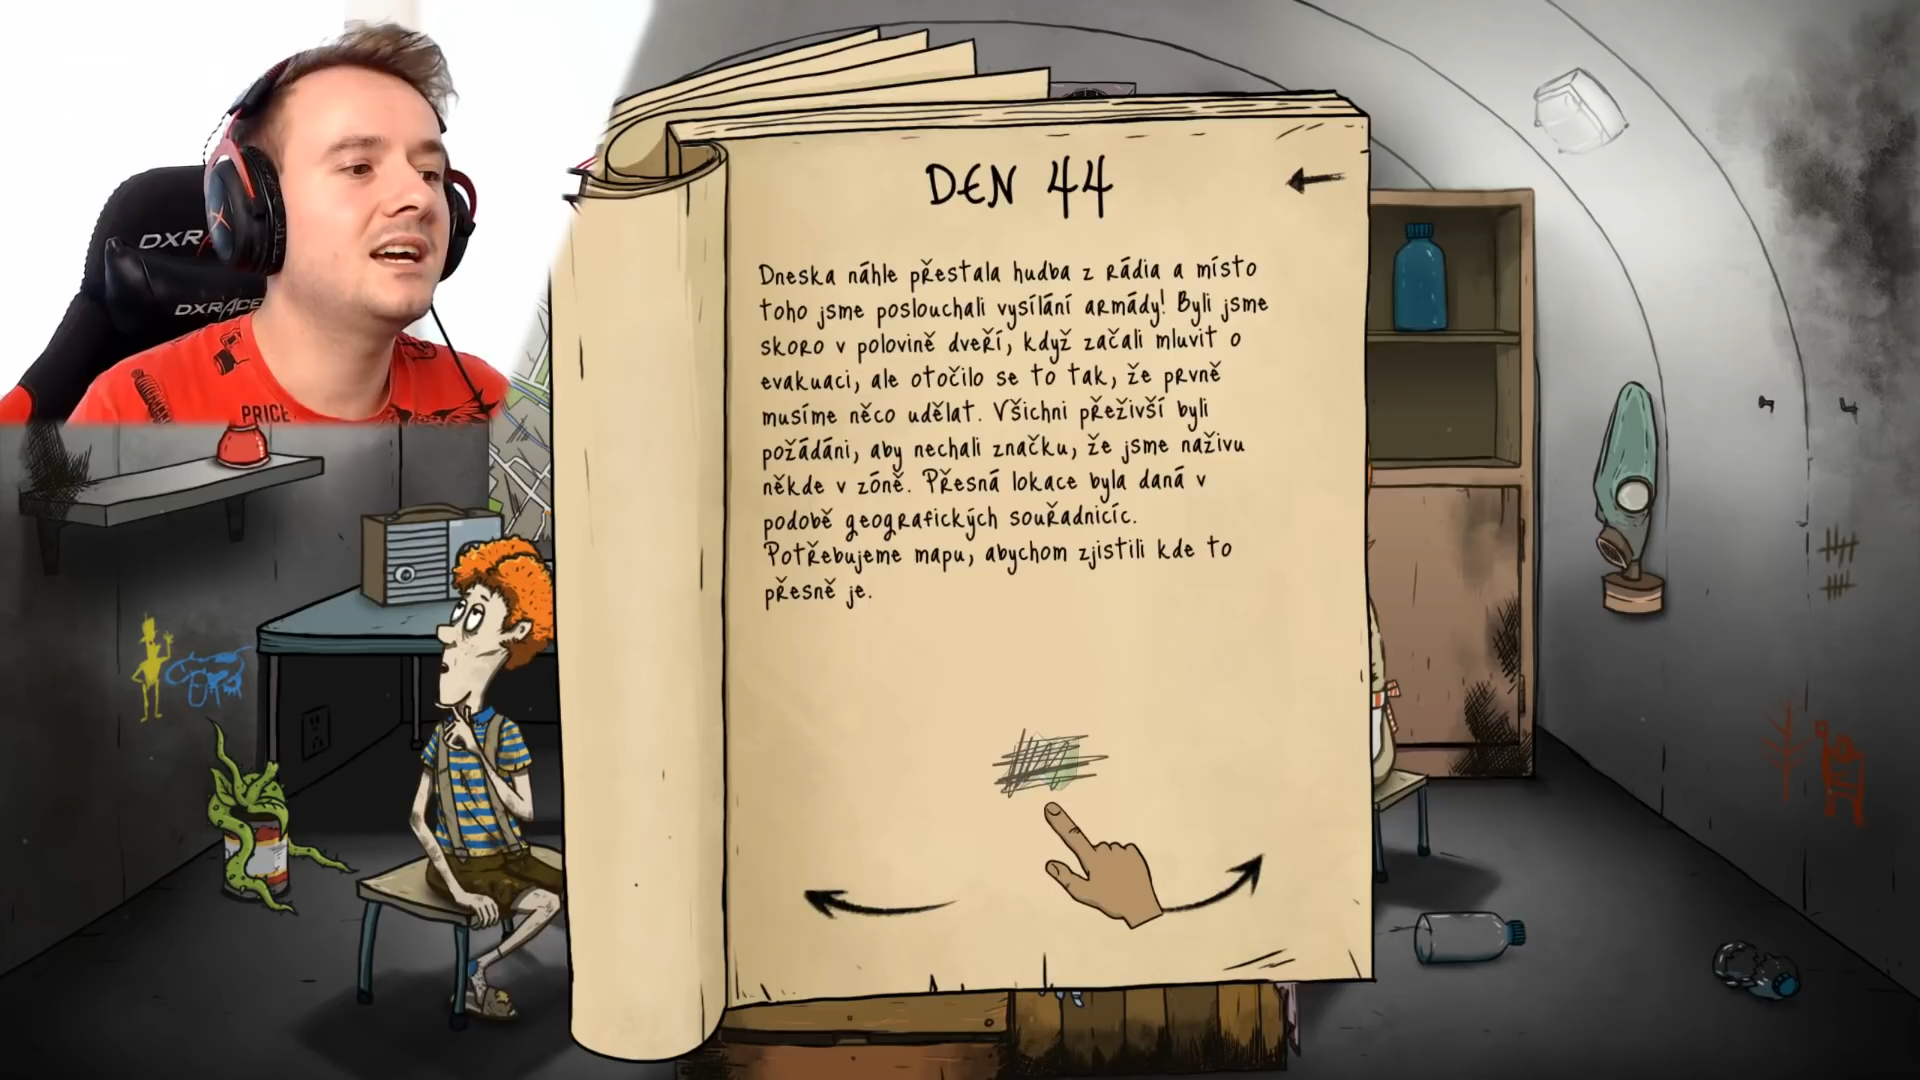 DEN 44
Dneska náhle přestala hudba z rádia a místo
toho jsme poslouchali vysílání armády! Byli jsme
skoro v polovině dveří, když začali mluvit o
evakuaci, ale otočilo se to tak, že prvně
musíme něco udělat. Všichni přeživší byli
požádáni, aby nechali značku, že jsme naživu
někde v zóně. Přesná lokace byla daná v
podobě geografických souřadnicíc.
Potřebujeme mapu, abychom zjistili kde to
přesně je.
DXR
DXRACE
PRICE